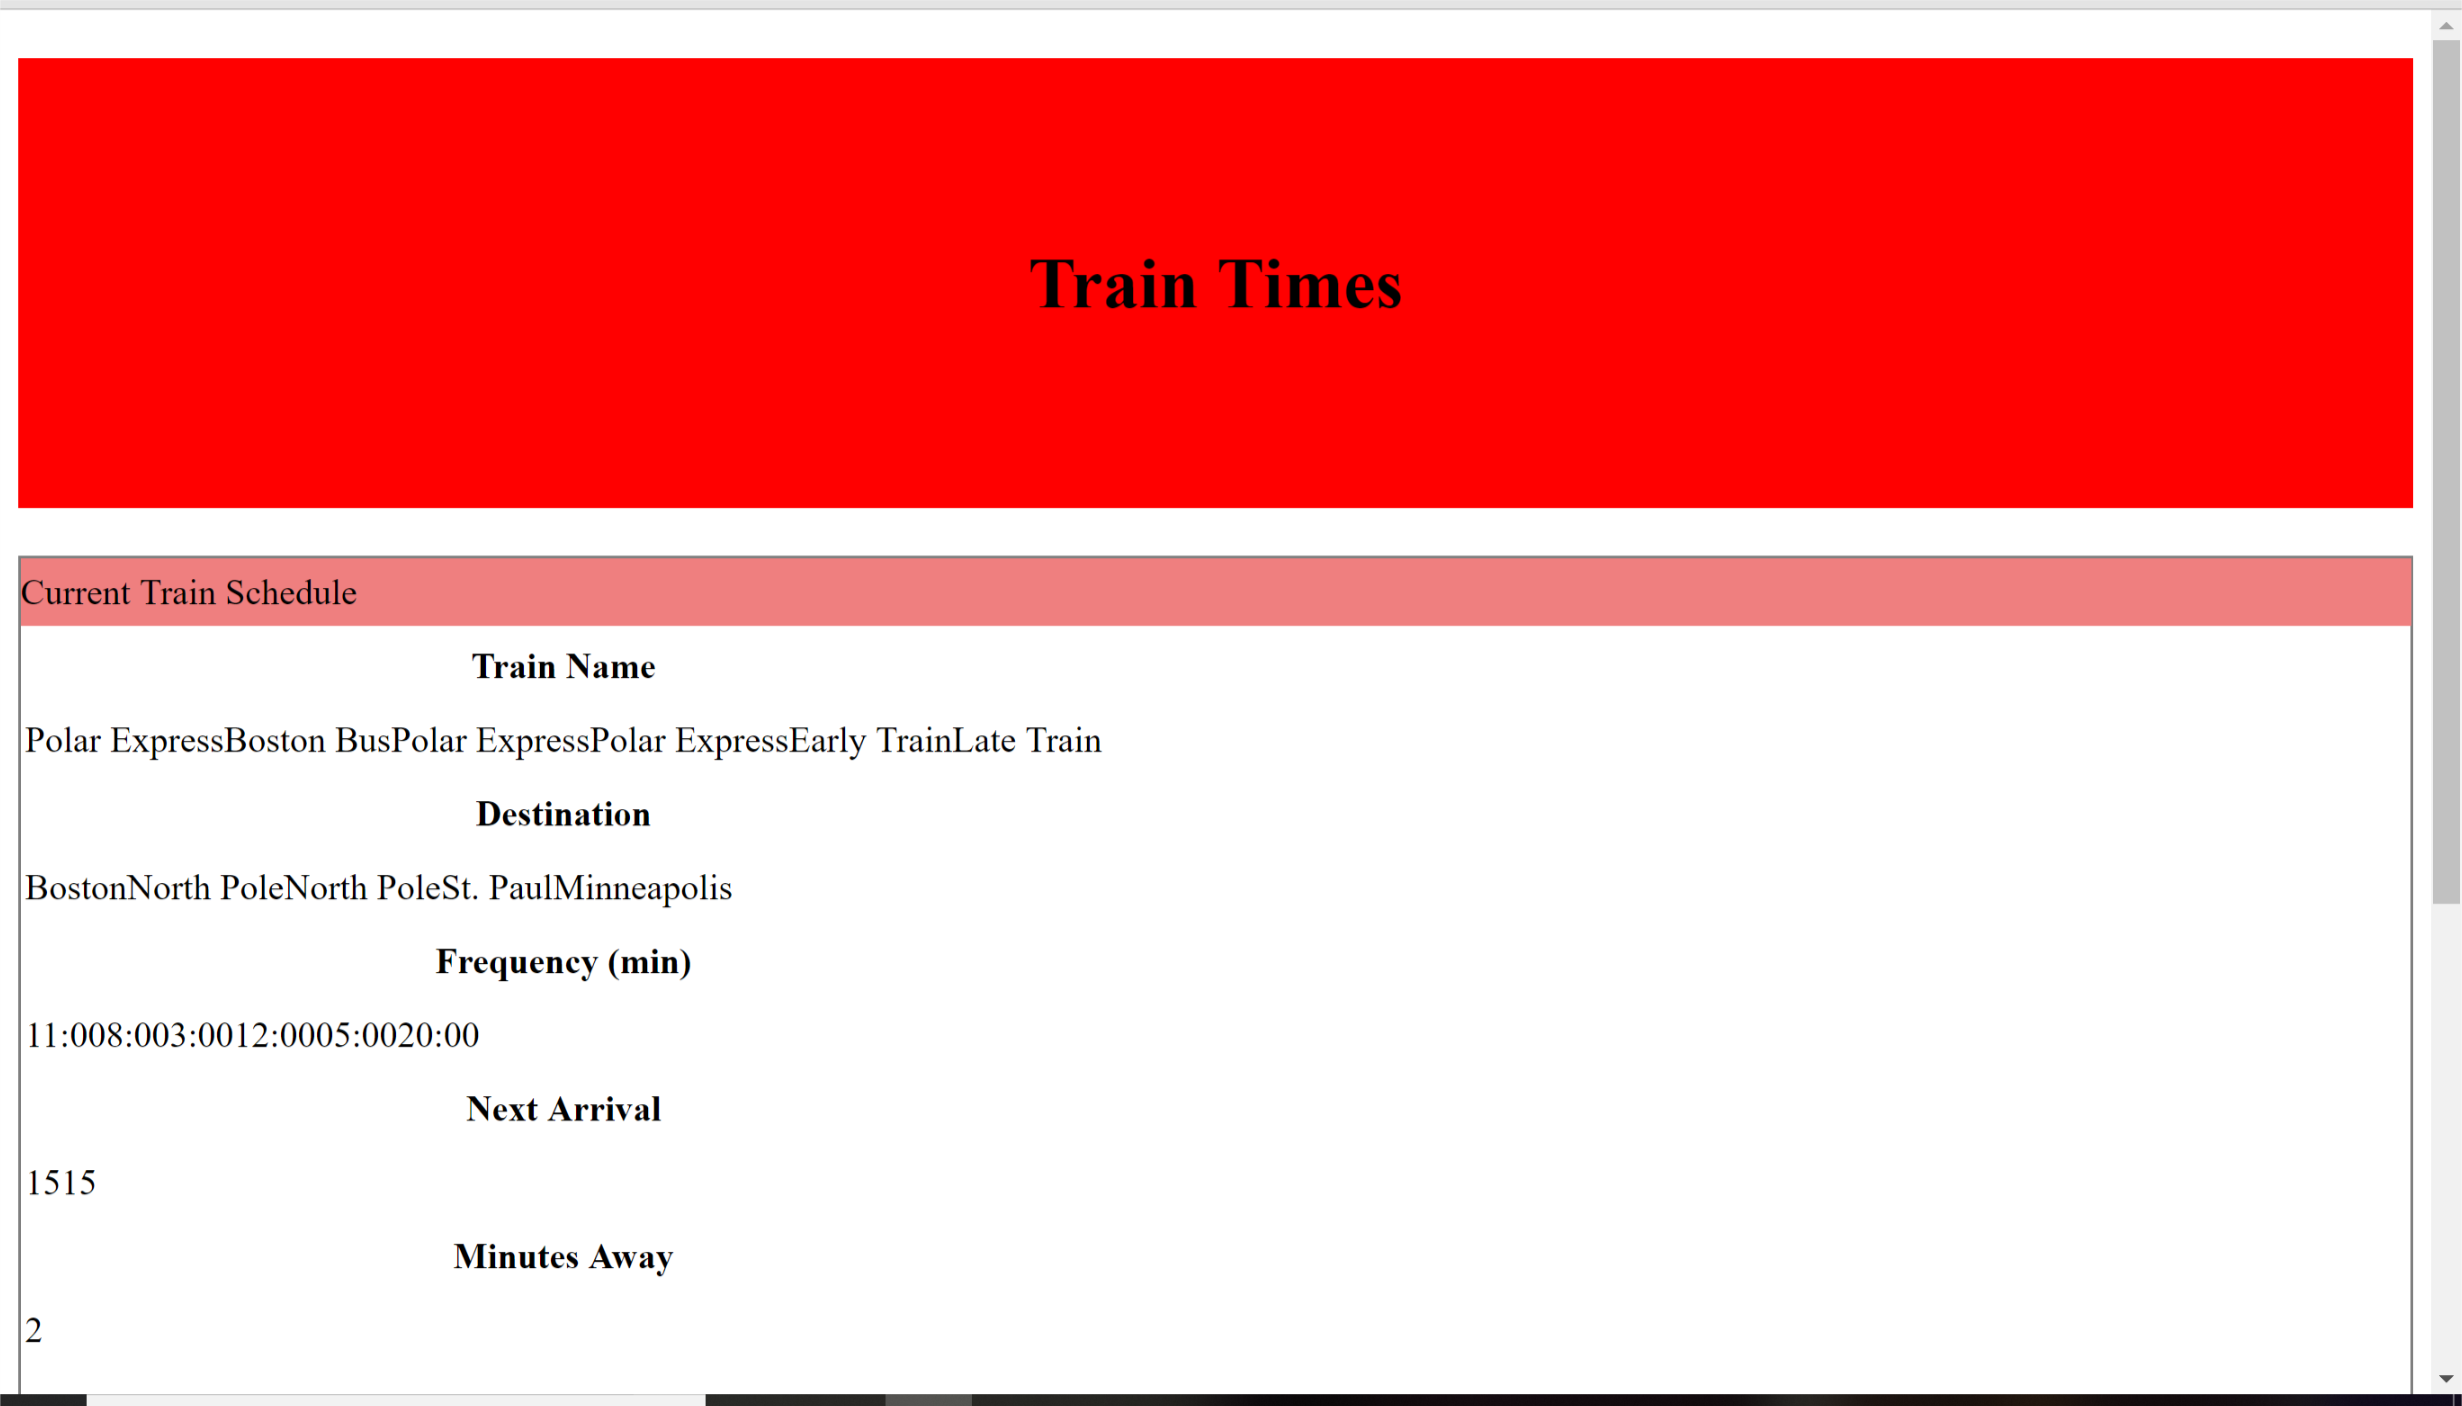 Train Times
Current Train Schedule
Train Name
Polar ExpressBoston BusPolar ExpressPolar ExpressEarly TrainLate Train
Destination
BostonNorth PoleNorth PoleSt. PaulMinneapolis
Frequency (min)
11:008:003:0012:0005:0020:00
Next Arrival
1515
Minutes Away
2